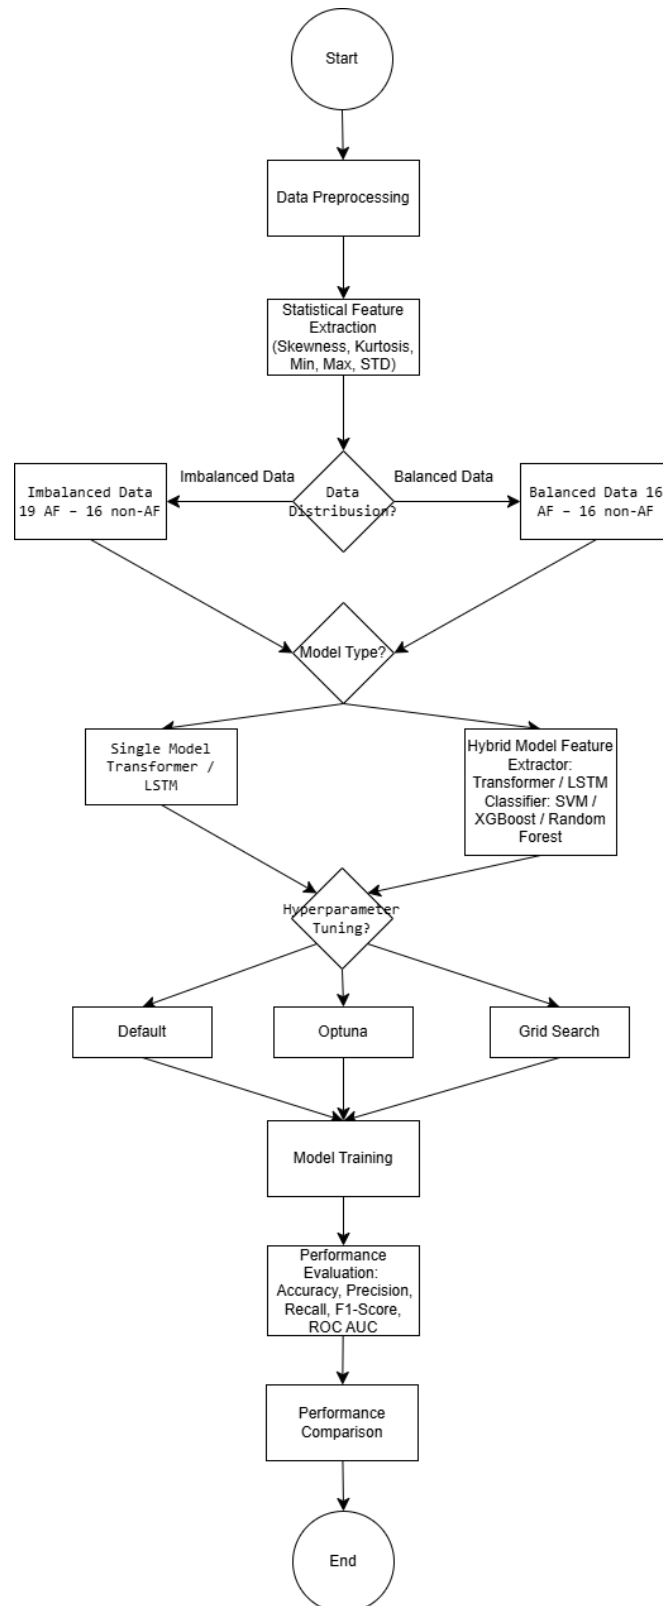 Start
Data Preprocessing
Statistical Feature
Extraction
(Skewness, Kurtosis,
Min, Max, STD)
Imbalanced Data
Balanced Data
Imbalanced Data
19 AF – 16 non-AF
Data
Distribusion?
Balanced Data 16
AF – 16 non-AF
Model Type?
Single Model
Transformer /
LSTM
Hybrid Model Feature
Extractor:
Transformer / LSTM
Classifier: SVM /
XGBoost / Random
Forest
Hyperparameter
Tuning?
Default
Optuna
Grid Search
Model Training
Performance
Evaluation:
Accuracy, Precision,
Recall, F1-Score,
ROC AUC
Performance
Comparison
End